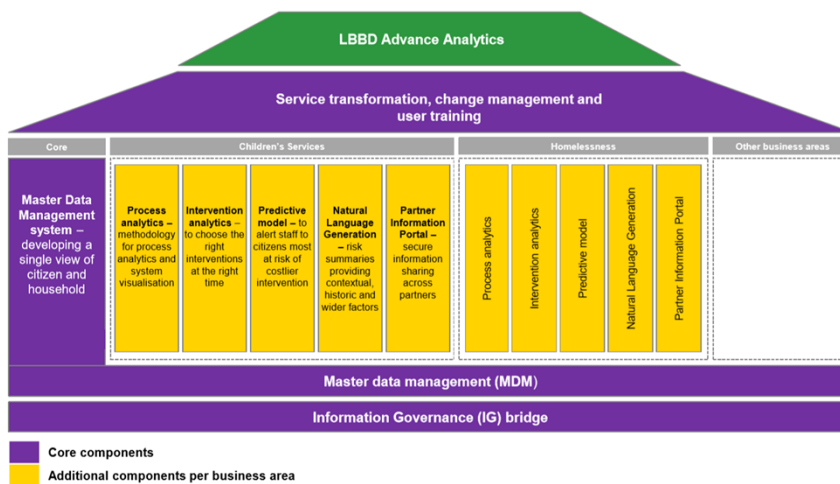 LBBD Advance Analytics
Service transformation, change management and
user training
Core
Children's Services
Homelessness
Other business areas
Master Data
Management
system –
developing a
single view of
citizen and
household
Process
analytics –
methodology
for process
analytics and
system
visualisation
Intervention
analytics –
to choose the
right
interventions
at the right
time
Predictive
model – to
alert staff to
citizens most
at risk of
costlier
intervention
Natural
Language
Generation
– risk
summaries
providing
contextual,
historic and
wider factors
Partner
Information
Portal –
secure
information
sharing
across
partners
Process analytics
Intervention analytics
Predictive model
Natural Language Generation
Partner Information Portal
Master data management (MDM)
Information Governance (IG) bridge
Core components
Additional components per business area